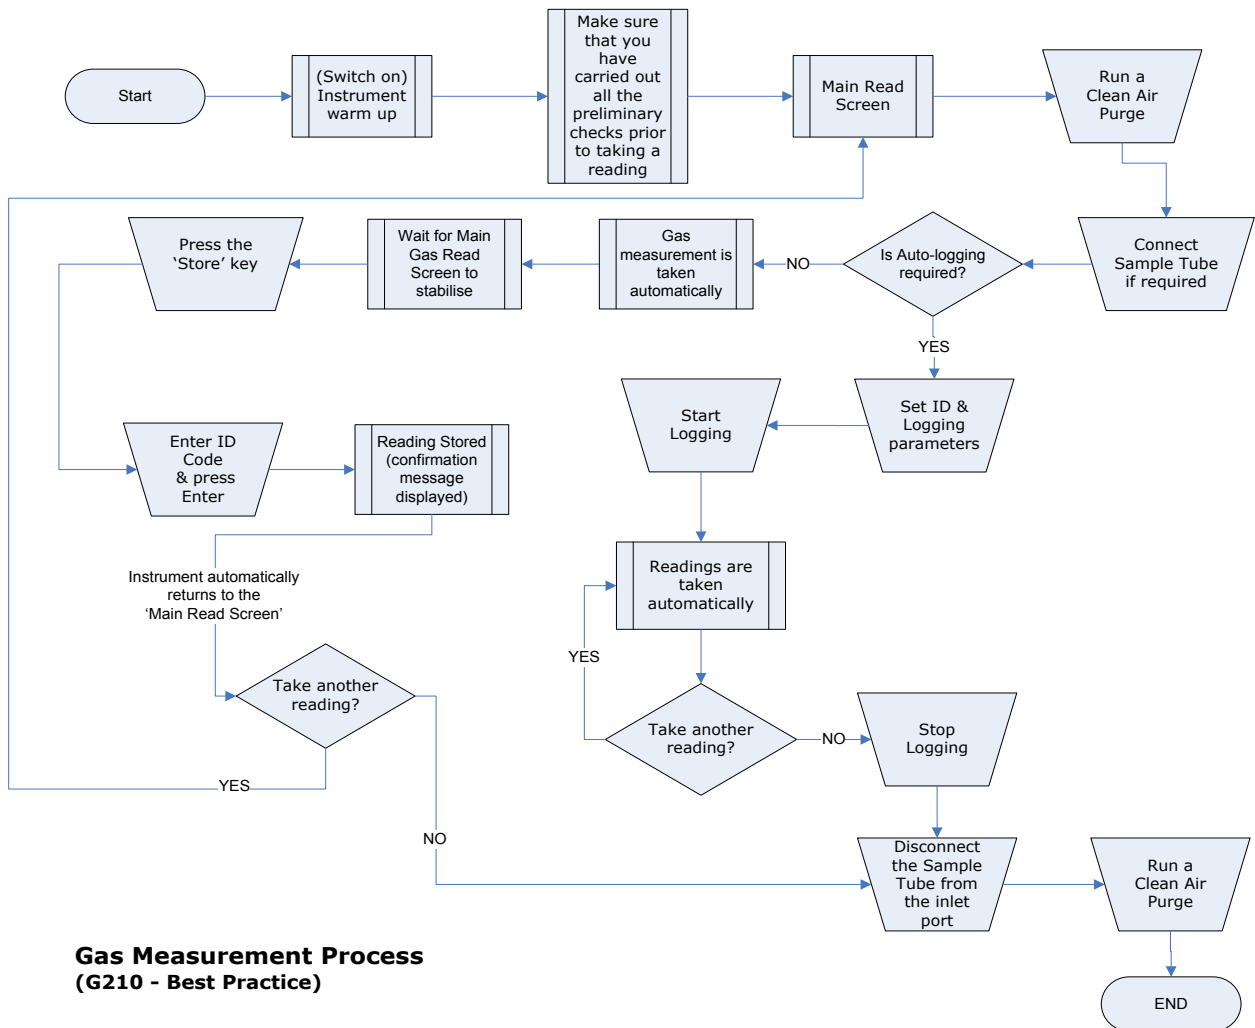 Start
(Switch on)
Instrument
warm up
Make sure
that you
have
carried out
all the
preliminary
checks prior
to taking a
reading
Main Read
Screen
Run a
Clean Air
Purge
Connect
Sample Tube
if required
Is Auto-logging
required?
NO
Gas
measurement is
taken
automatically
Wait for Main
Gas Read
Screen to
stabilise
Press the
‘Store’ key
YES
Set ID &
Logging
parameters
Start
Logging
Enter ID
Code
& press
Enter
Reading Stored
(confirmation
message
displayed)
Instrument automatically
returns to the
‘Main Read Screen’
Readings are
taken
automatically
YES
Take another
reading?
Take another
reading?
NO
Stop
Logging
YES
NO
Disconnect
the Sample
Tube from
the inlet
port
Run a
Clean Air
Purge
END
Gas Measurement Process
(G210 - Best Practice)